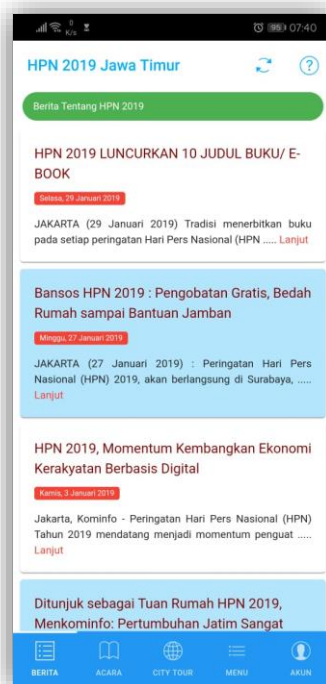 0
K/s
95 07:40
HPN 2019 Jawa Timur
?
Berita Tentang HPN 2019
HPN 2019 LUNCURKAN 10 JUDUL BUKU/ E-
BOOK
Selasa, 29 Januari 2019
JAKARTA (29 Januari 2019) Tradisi menerbitkan buku
pada setiap peringatan Hari Pers Nasional (HPN ..... Lanjut
Bansos HPN 2019 : Pengobatan Gratis, Bedah
Rumah sampai Bantuan Jamban
Minggu, 27 Januari 2019
JAKARTA (27 Januari 2019) : Peringatan Hari Pers
Nasional (HPN) 2019, akan berlangsung di Surabaya, .....
Lanjut
HPN 2019, Momentum Kembangkan Ekonomi
Kerakyatan Berbasis Digital
Kamis, 3 Januari 2019
Jakarta, Kominfo - Peringatan Hari Pers Nasional (HPN)
Tahun 2019 mendatang menjadi momentum penguat .....
Lanjut
Ditunjuk sebagai Tuan Rumah HPN 2019,
Menkominfo: Pertumbuhan Jatim Sangat
BERITA ACARA CITY TOUR MENU AKUN